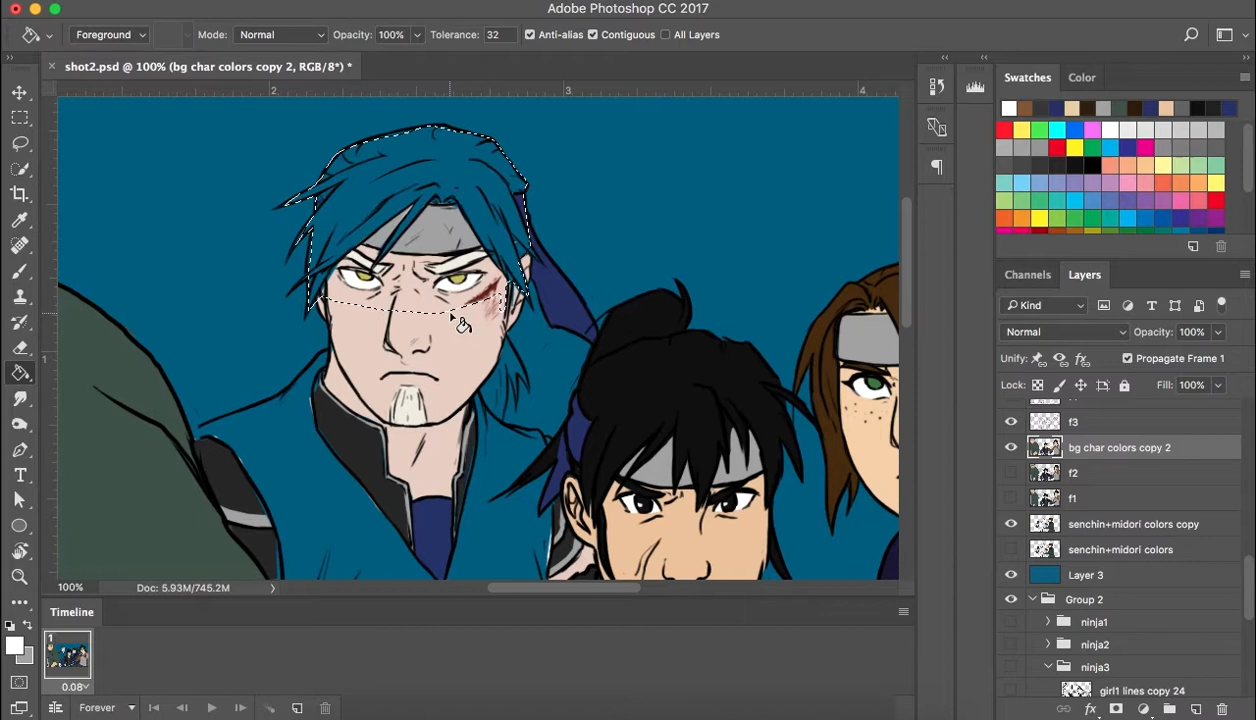 Adobe Photoshop CC 2017
Foreground Mode: Normal Opacity: 100% Tolerance: 32 Anti-alias Contiguous All Layers
shot2.psd @ 100% (bg char colors copy 2, RGB/8*) *
2 3 4
1
Swatches Color
Channels Layers
Kind
Normal Opacity: 100%
Unify: Propagate Frame 1
Lock: Fill: 100%
f3
bg char colors copy 2
f2
f1
senchin+midori colors copy
senchin+midori colors
Layer 3
Group 2
ninja1
ninja2
ninja3
girl1 lines copy 24
100% Doc: 5.93M/745.2M
Timeline
1
0.08
Forever